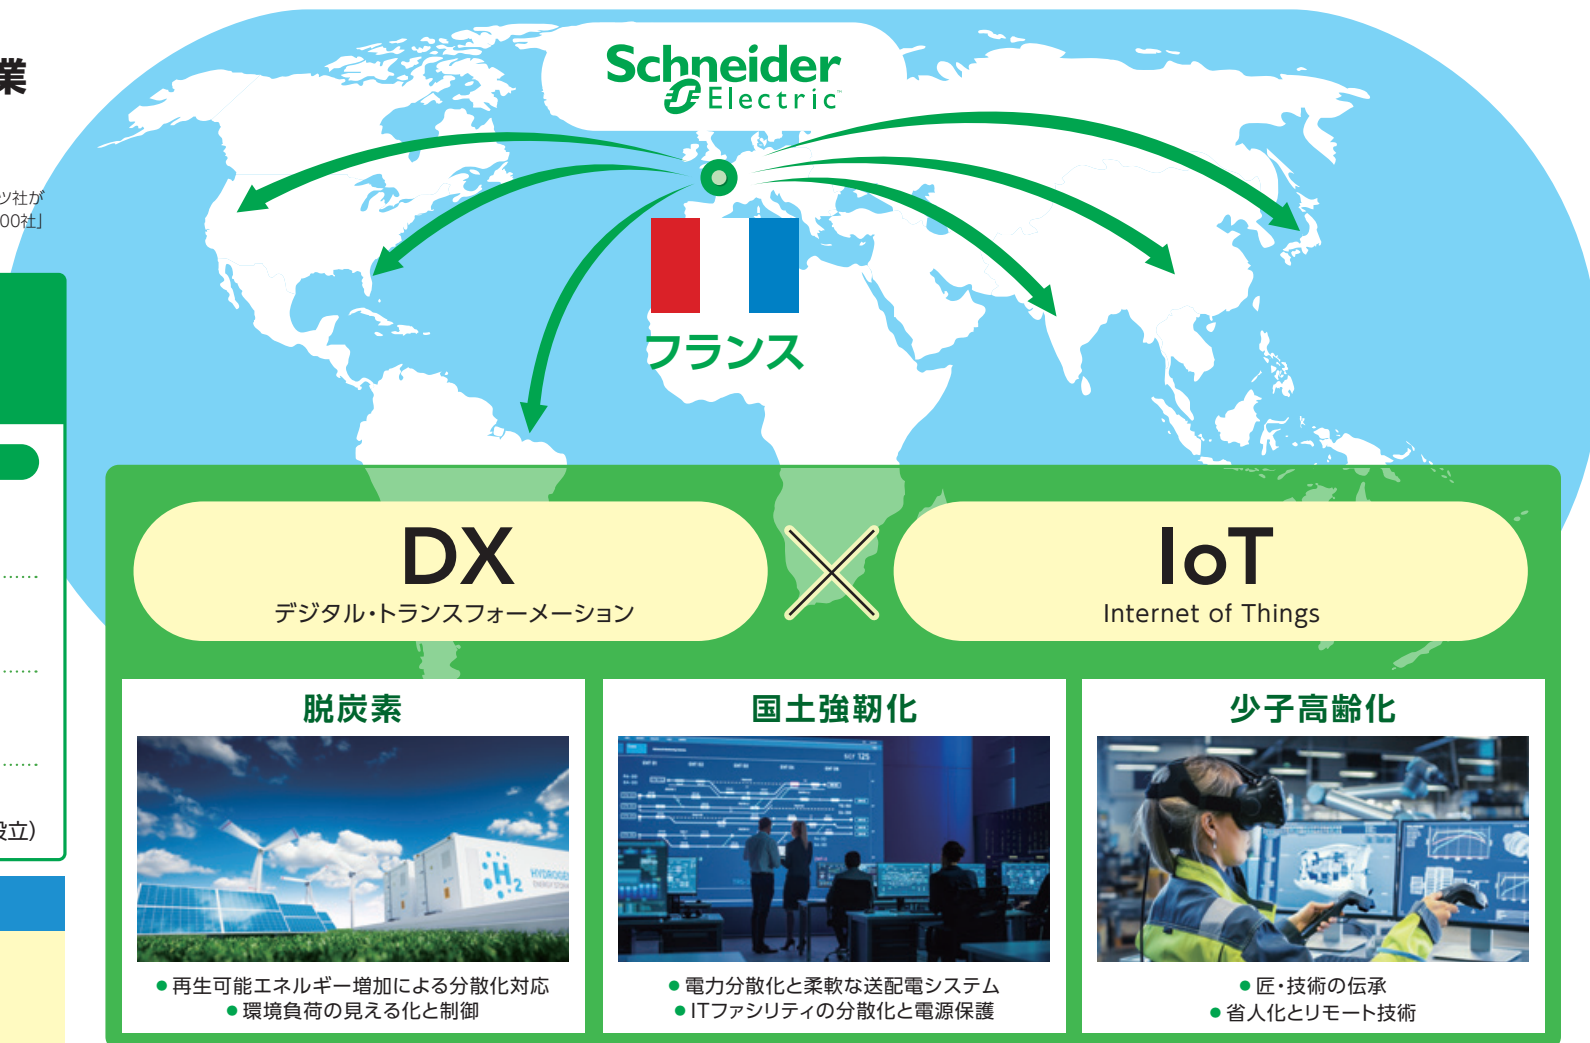 業
ツ社が
00社」
設立）
Schneider
Electric
フランス
DX
デジタル・トランスフォーメーション
IoT
Internet of Things
脱炭素
H2
HYDROGEN
● 再生可能エネルギー増加による分散化対応
● 環境負荷の見える化と制御
国土強靭化
125
● 電力分散化と柔軟な送配電システム
● ITファシリティの分散化と電源保護
少子高齢化
● 匠・技術の伝承
● 省人化とリモート技術